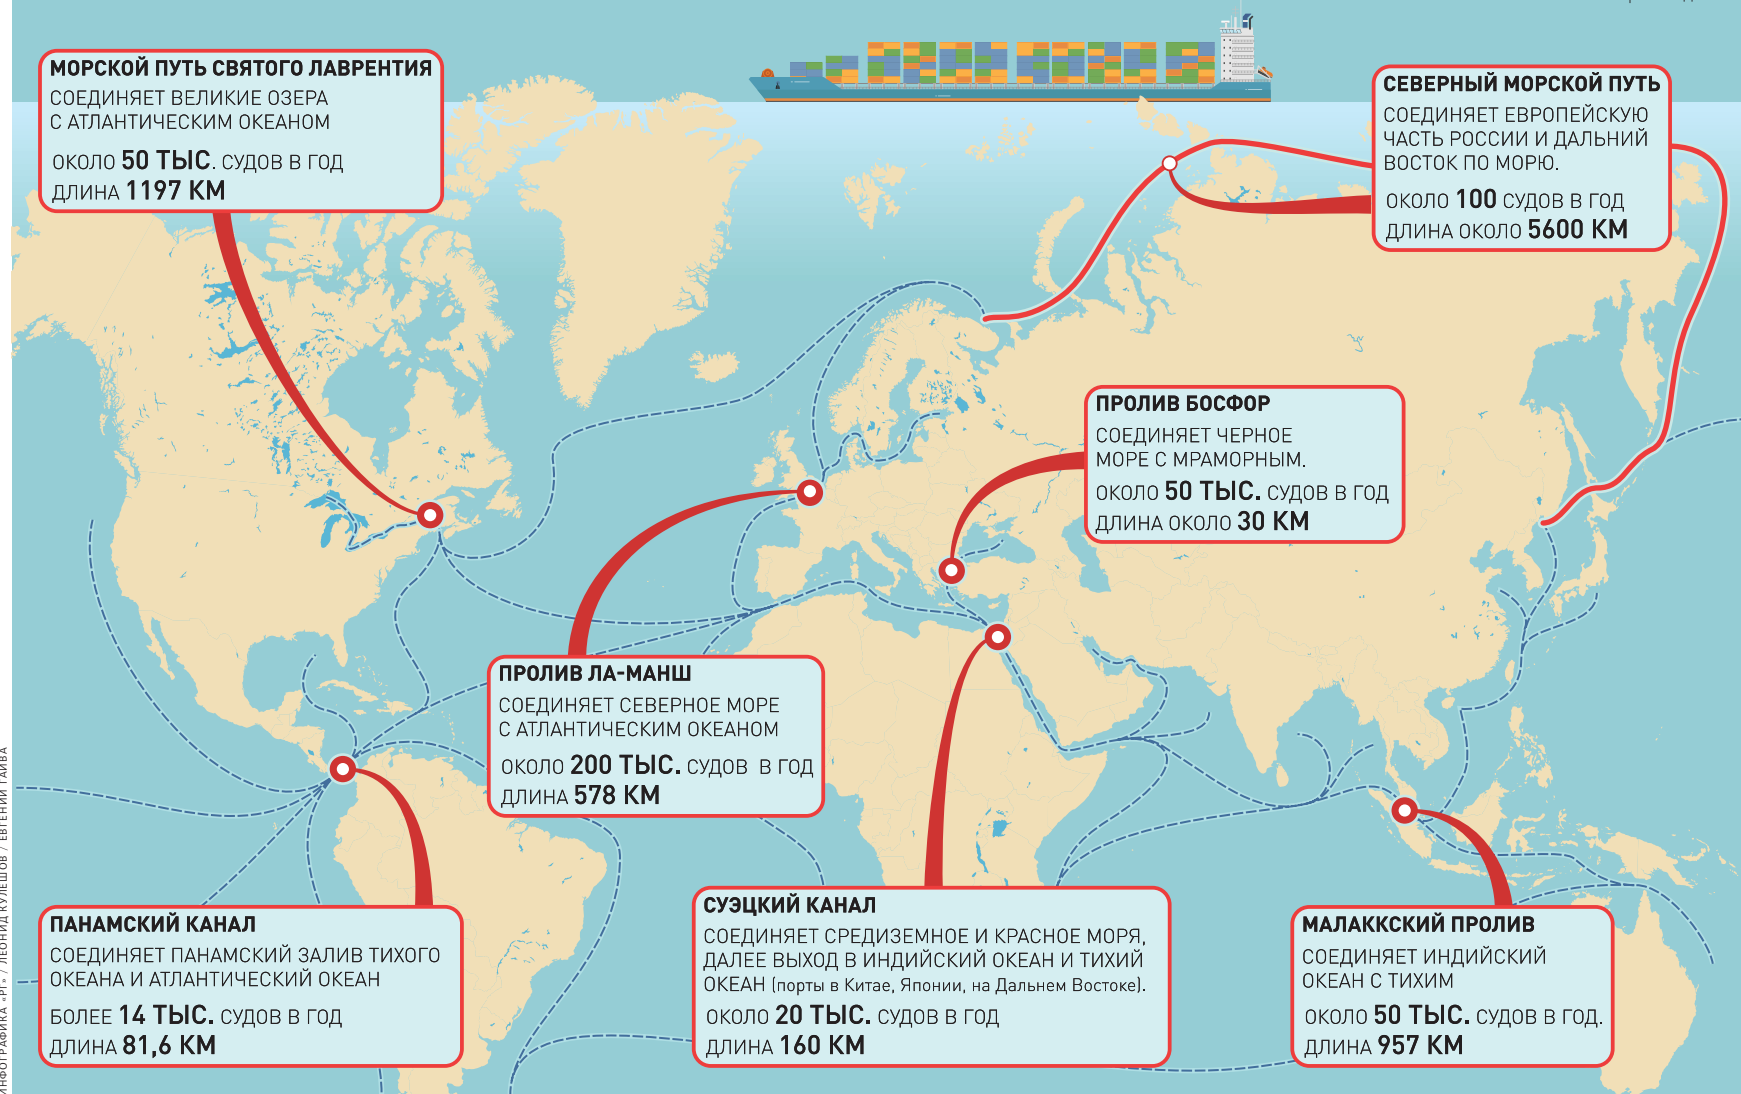 МОРСКОЙ ПУТЬ СВЯТОГО ЛАВРЕНТИЯ
СОЕДИНЯЕТ ВЕЛИКИЕ ОЗЕРА
С АТЛАНТИЧЕСКИМ ОКЕАНОМ
ОКОЛО 50 ТЫС. СУДОВ В ГОД
ДЛИНА 1197 КМ
СЕВЕРНЫЙ МОРСКОЙ ПУТЬ
СОЕДИНЯЕТ ЕВРОПЕЙСКУЮ
ЧАСТЬ РОССИИ И ДАЛЬНИЙ
ВОСТОК ПО МОРЮ.
ОКОЛО 100 СУДОВ В ГОД
ДЛИНА ОКОЛО 5600 КМ
ПРОЛИВ БОСФОР
СОЕДИНЯЕТ ЧЕРНОЕ
МОРЕ С МРАМОРНЫМ.
ОКОЛО 50 ТЫС. СУДОВ В ГОД
ДЛИНА ОКОЛО 30 КМ
ПРОЛИВ ЛА-МАНШ
СОЕДИНЯЕТ СЕВЕРНОЕ МОРЕ
С АТЛАНТИЧЕСКИМ ОКЕАНОМ
ОКОЛО 200 ТЫС. СУДОВ В ГОД
ДЛИНА 578 КМ
ПАНАМСКИЙ КАНАЛ
СОЕДИНЯЕТ ПАНАМСКИЙ ЗАЛИВ ТИХОГО
ОКЕАНА И АТЛАНТИЧЕСКИЙ ОКЕАН
БОЛЕЕ 14 ТЫС. СУДОВ В ГОД
ДЛИНА 81,6 КМ
СУЭЦКИЙ КАНАЛ
СОЕДИНЯЕТ СРЕДИЗЕМНОЕ И КРАСНОЕ МОРЯ,
ДАЛЕЕ ВЫХОД В ИНДИЙСКИЙ ОКЕАН И ТИХИЙ
ОКЕАН (порты в Китае, Японии, на Дальнем Востоке).
ОКОЛО 20 ТЫС. СУДОВ В ГОД
ДЛИНА 160 КМ
МАЛАККСКИЙ ПРОЛИВ
СОЕДИНЯЕТ ИНДИЙСКИЙ
ОКЕАН С ТИХИМ
ОКОЛО 50 ТЫС. СУДОВ В ГОД.
ДЛИНА 957 КМ
ИНФОГРАФИКА «РГ» / ЛЕОНИД КУЛЕШОВ / ЕВГЕНИЙ ГАЙВА